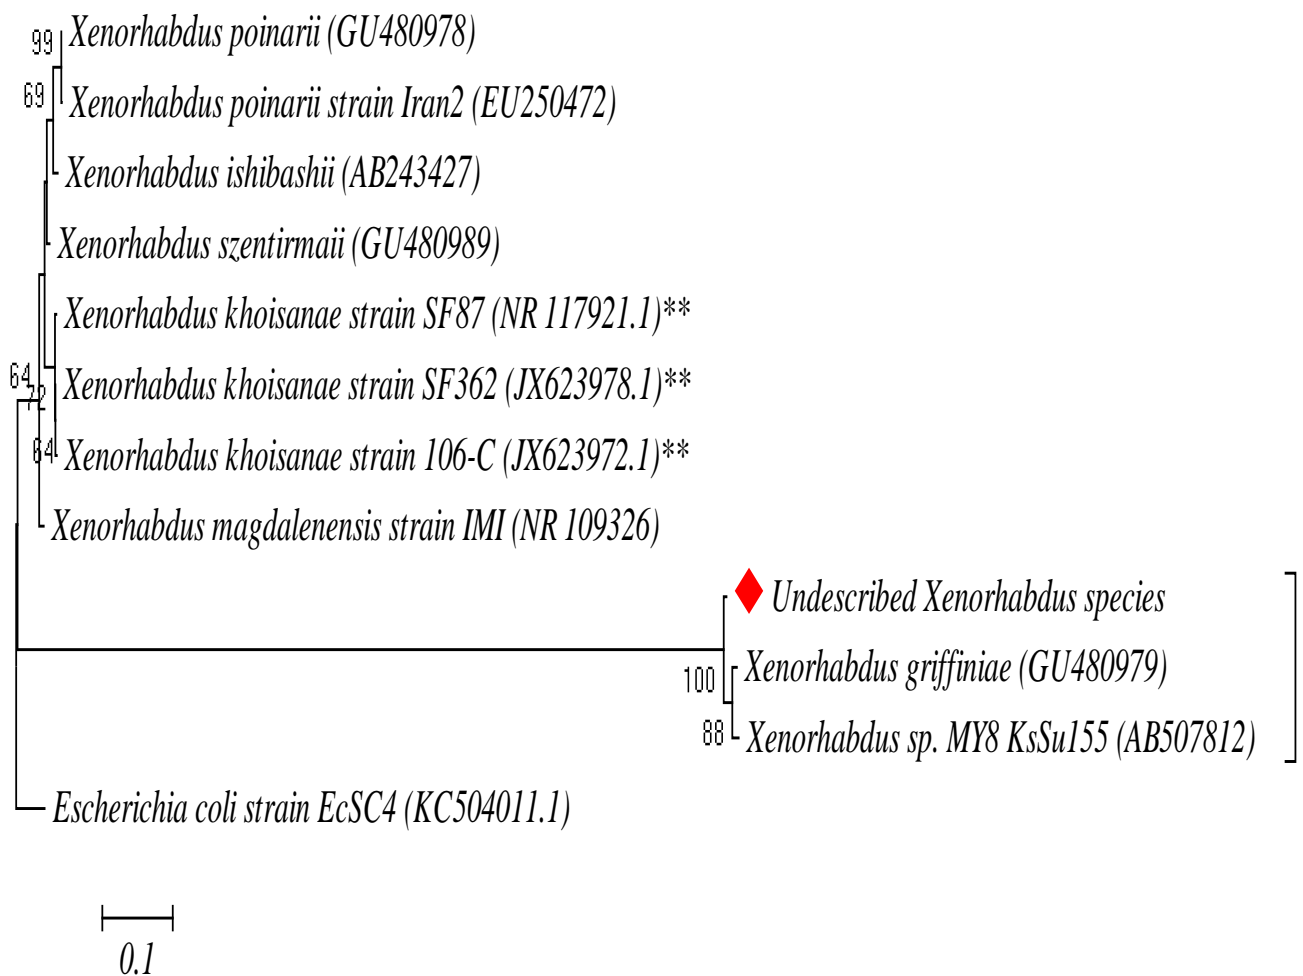 99
Xenorhabdus poinarii (GU480978)
69
Xenorhabdus poinarii strain Iran2 (EU250472)
Xenorhabdus ishibashii (AB243427)
Xenorhabdus szentirmaii (GU480989)
Xenorhabdus khoisanae strain SF87 (NR 117921.1)**
64
72
Xenorhabdus khoisanae strain SF362 (JX623978.1)**
64
Xenorhabdus khoisanae strain 106-C (JX623972.1)**
Xenorhabdus magdalenensis strain IMI (NR 109326)
Undescribed Xenorhabdus species
100
Xenorhabdus griffiniae (GU480979)
88
Xenorhabdus sp. MY8 KsSu155 (AB507812)
Escherichia coli strain EcSC4 (KC504011.1)
0.1